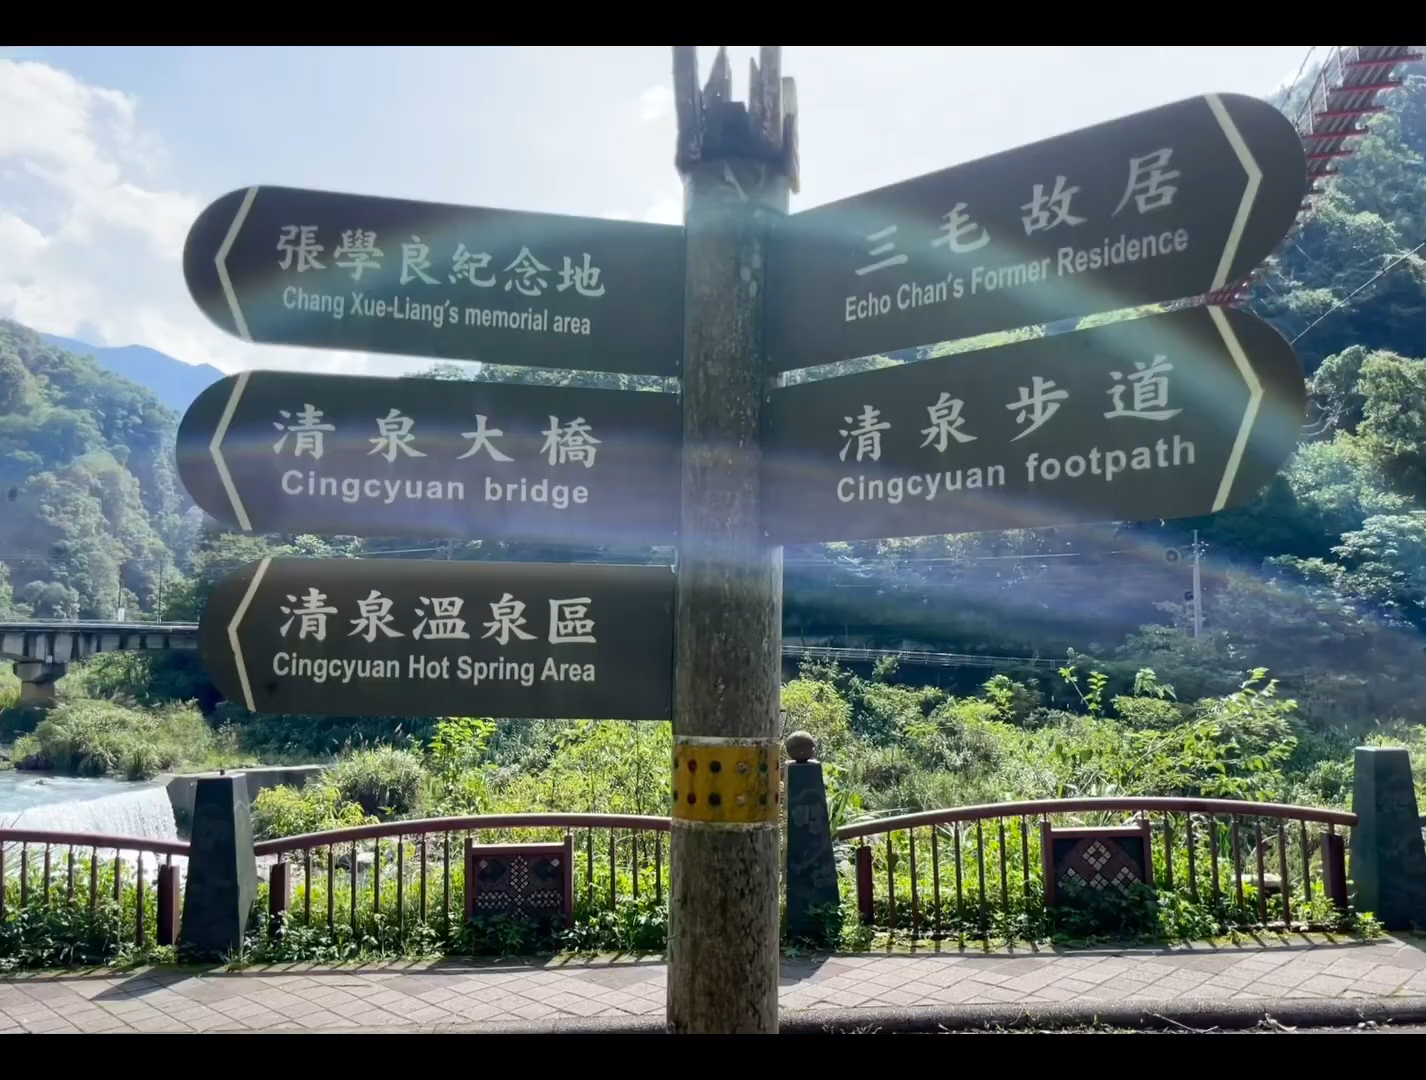 張學良紀念地
Chang Xue-Liang's memorial area
清泉大橋
Cingcyuan bridge
清泉溫泉區
Cingcyuan Hot Spring Area
三毛故居
Echo Chan's Former Residence
清泉步道
Cingcyuan footpath